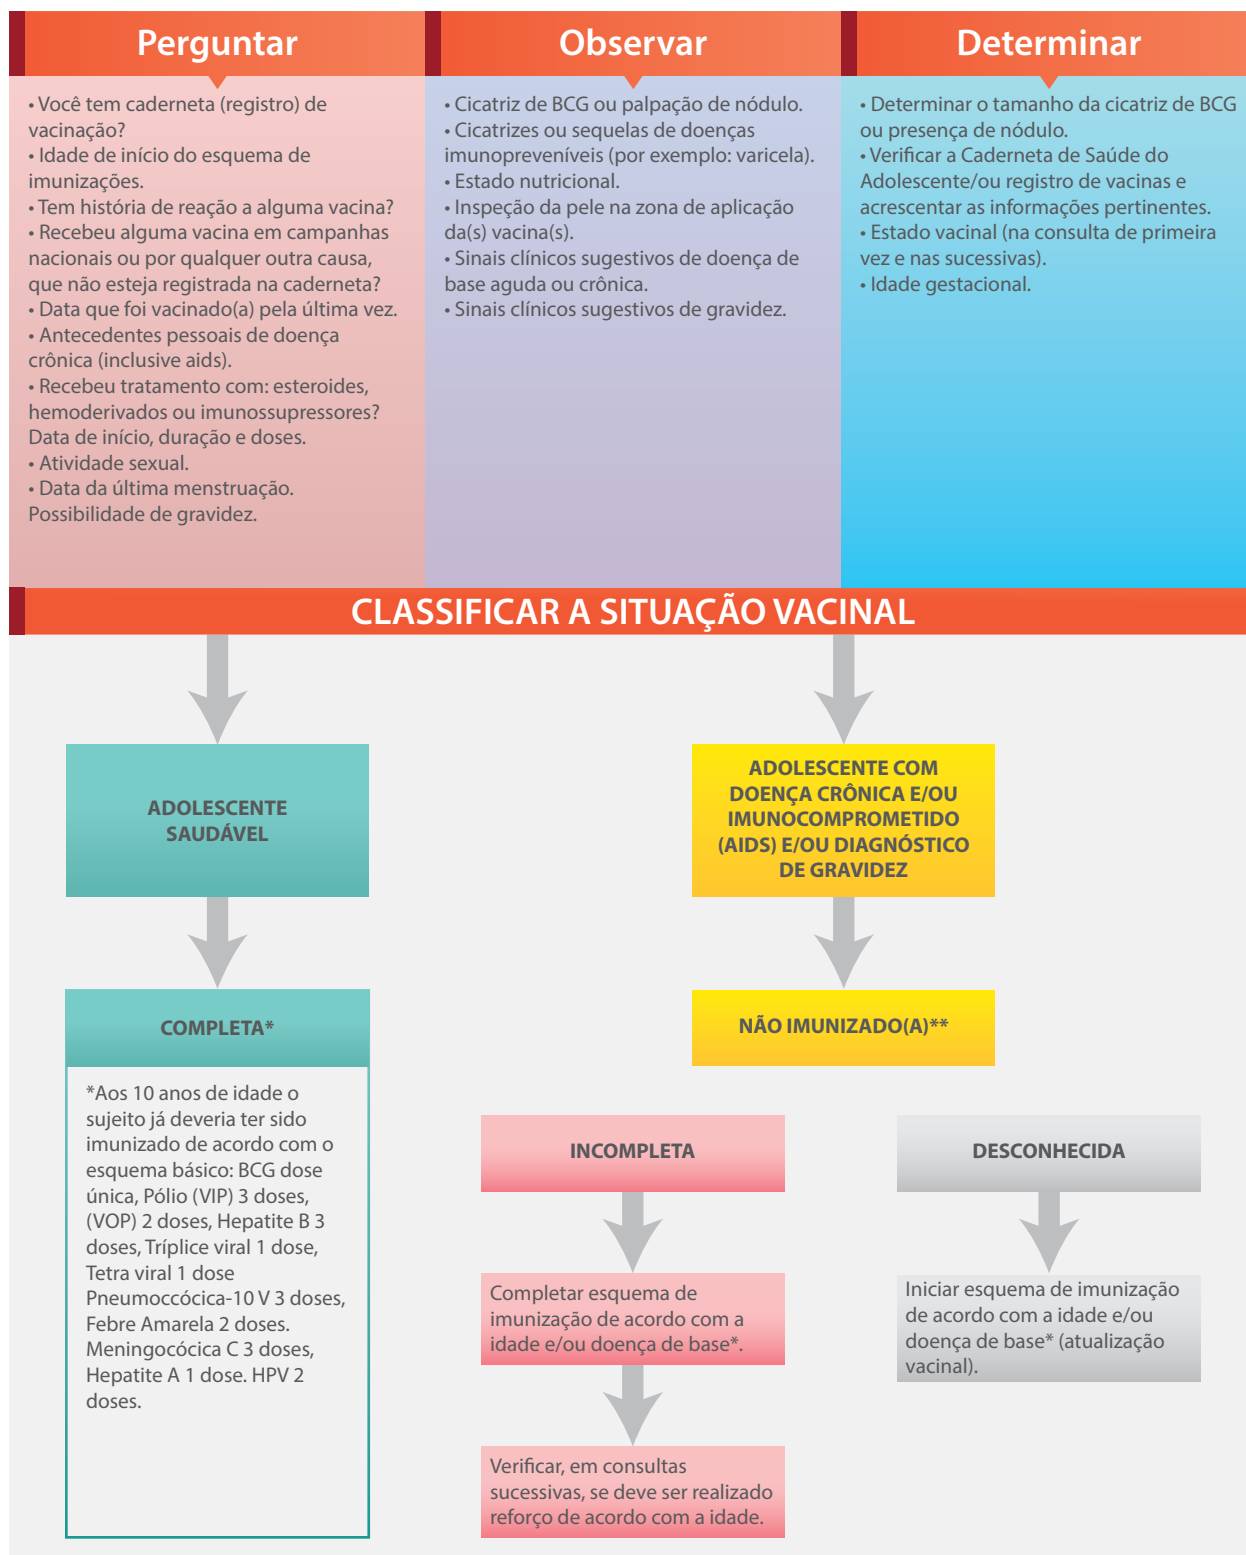 Perguntar
• Você tem caderneta (registro) de
vacinação?
• Idade de início do esquema de
imunizações.
• Tem história de reação a alguma vacina?
• Recebeu alguma vacina em campanhas
nacionais ou por qualquer outra causa,
que não esteja registrada na caderneta?
• Data que foi vacinado(a) pela última vez.
• Antecedentes pessoais de doença
crônica (inclusive aids).
• Recebeu tratamento com: esteroides,
hemoderivados ou imunossupressores?
Data de início, duração e doses.
• Atividade sexual.
• Data da última menstruação.
Possibilidade de gravidez.
Observar
• Cicatriz de BCG ou palpação de nódulo.
• Cicatrizes ou sequelas de doenças
imunopreveníveis (por exemplo: varicela).
• Estado nutricional.
• Inspeção da pele na zona de aplicação
da(s) vacina(s).
• Sinais clínicos sugestivos de doença de
base aguda ou crônica.
• Sinais clínicos sugestivos de gravidez.
Determinar
• Determinar o tamanho da cicatriz de BCG
ou presença de nódulo.
• Verificar a Caderneta de Saúde do
Adolescente/ou registro de vacinas e
acrescentar as informações pertinentes.
• Estado vacinal (na consulta de primeira
vez e nas sucessivas).
• Idade gestacional.
CLASSIFICAR A SITUAÇÃO VACINAL
ADOLESCENTE
SAUDÁVEL
COMPLETA*
*Aos 10 anos de idade o
sujeito já deveria ter sido
imunizado de acordo com o
esquema básico: BCG dose
única, Pólio (VIP) 3 doses,
(VOP) 2 doses, Hepatite B 3
doses, Tríplice viral 1 dose,
Tetra viral 1 dose
Pneumoccócica-10 V 3 doses,
Febre Amarela 2 doses.
Meningocócica C 3 doses,
Hepatite A 1 dose. HPV 2
doses.
ADOLESCENTE COM
DOENÇA CRÔNICA E/OU
IMUNOCOMPROMETIDO
(AIDS) E/OU DIAGNÓSTICO
DE GRAVIDEZ
NÃO IMUNIZADO(A)**
INCOMPLETA
Completar esquema de
imunização de acordo com a
idade e/ou doença de base*.
Verificar, em consultas
sucessivas, se deve ser realizado
reforço de acordo com a idade.
DESCONHECIDA
Iniciar esquema de imunização
de acordo com a idade e/ou
doença de base* (atualização
vacinal).